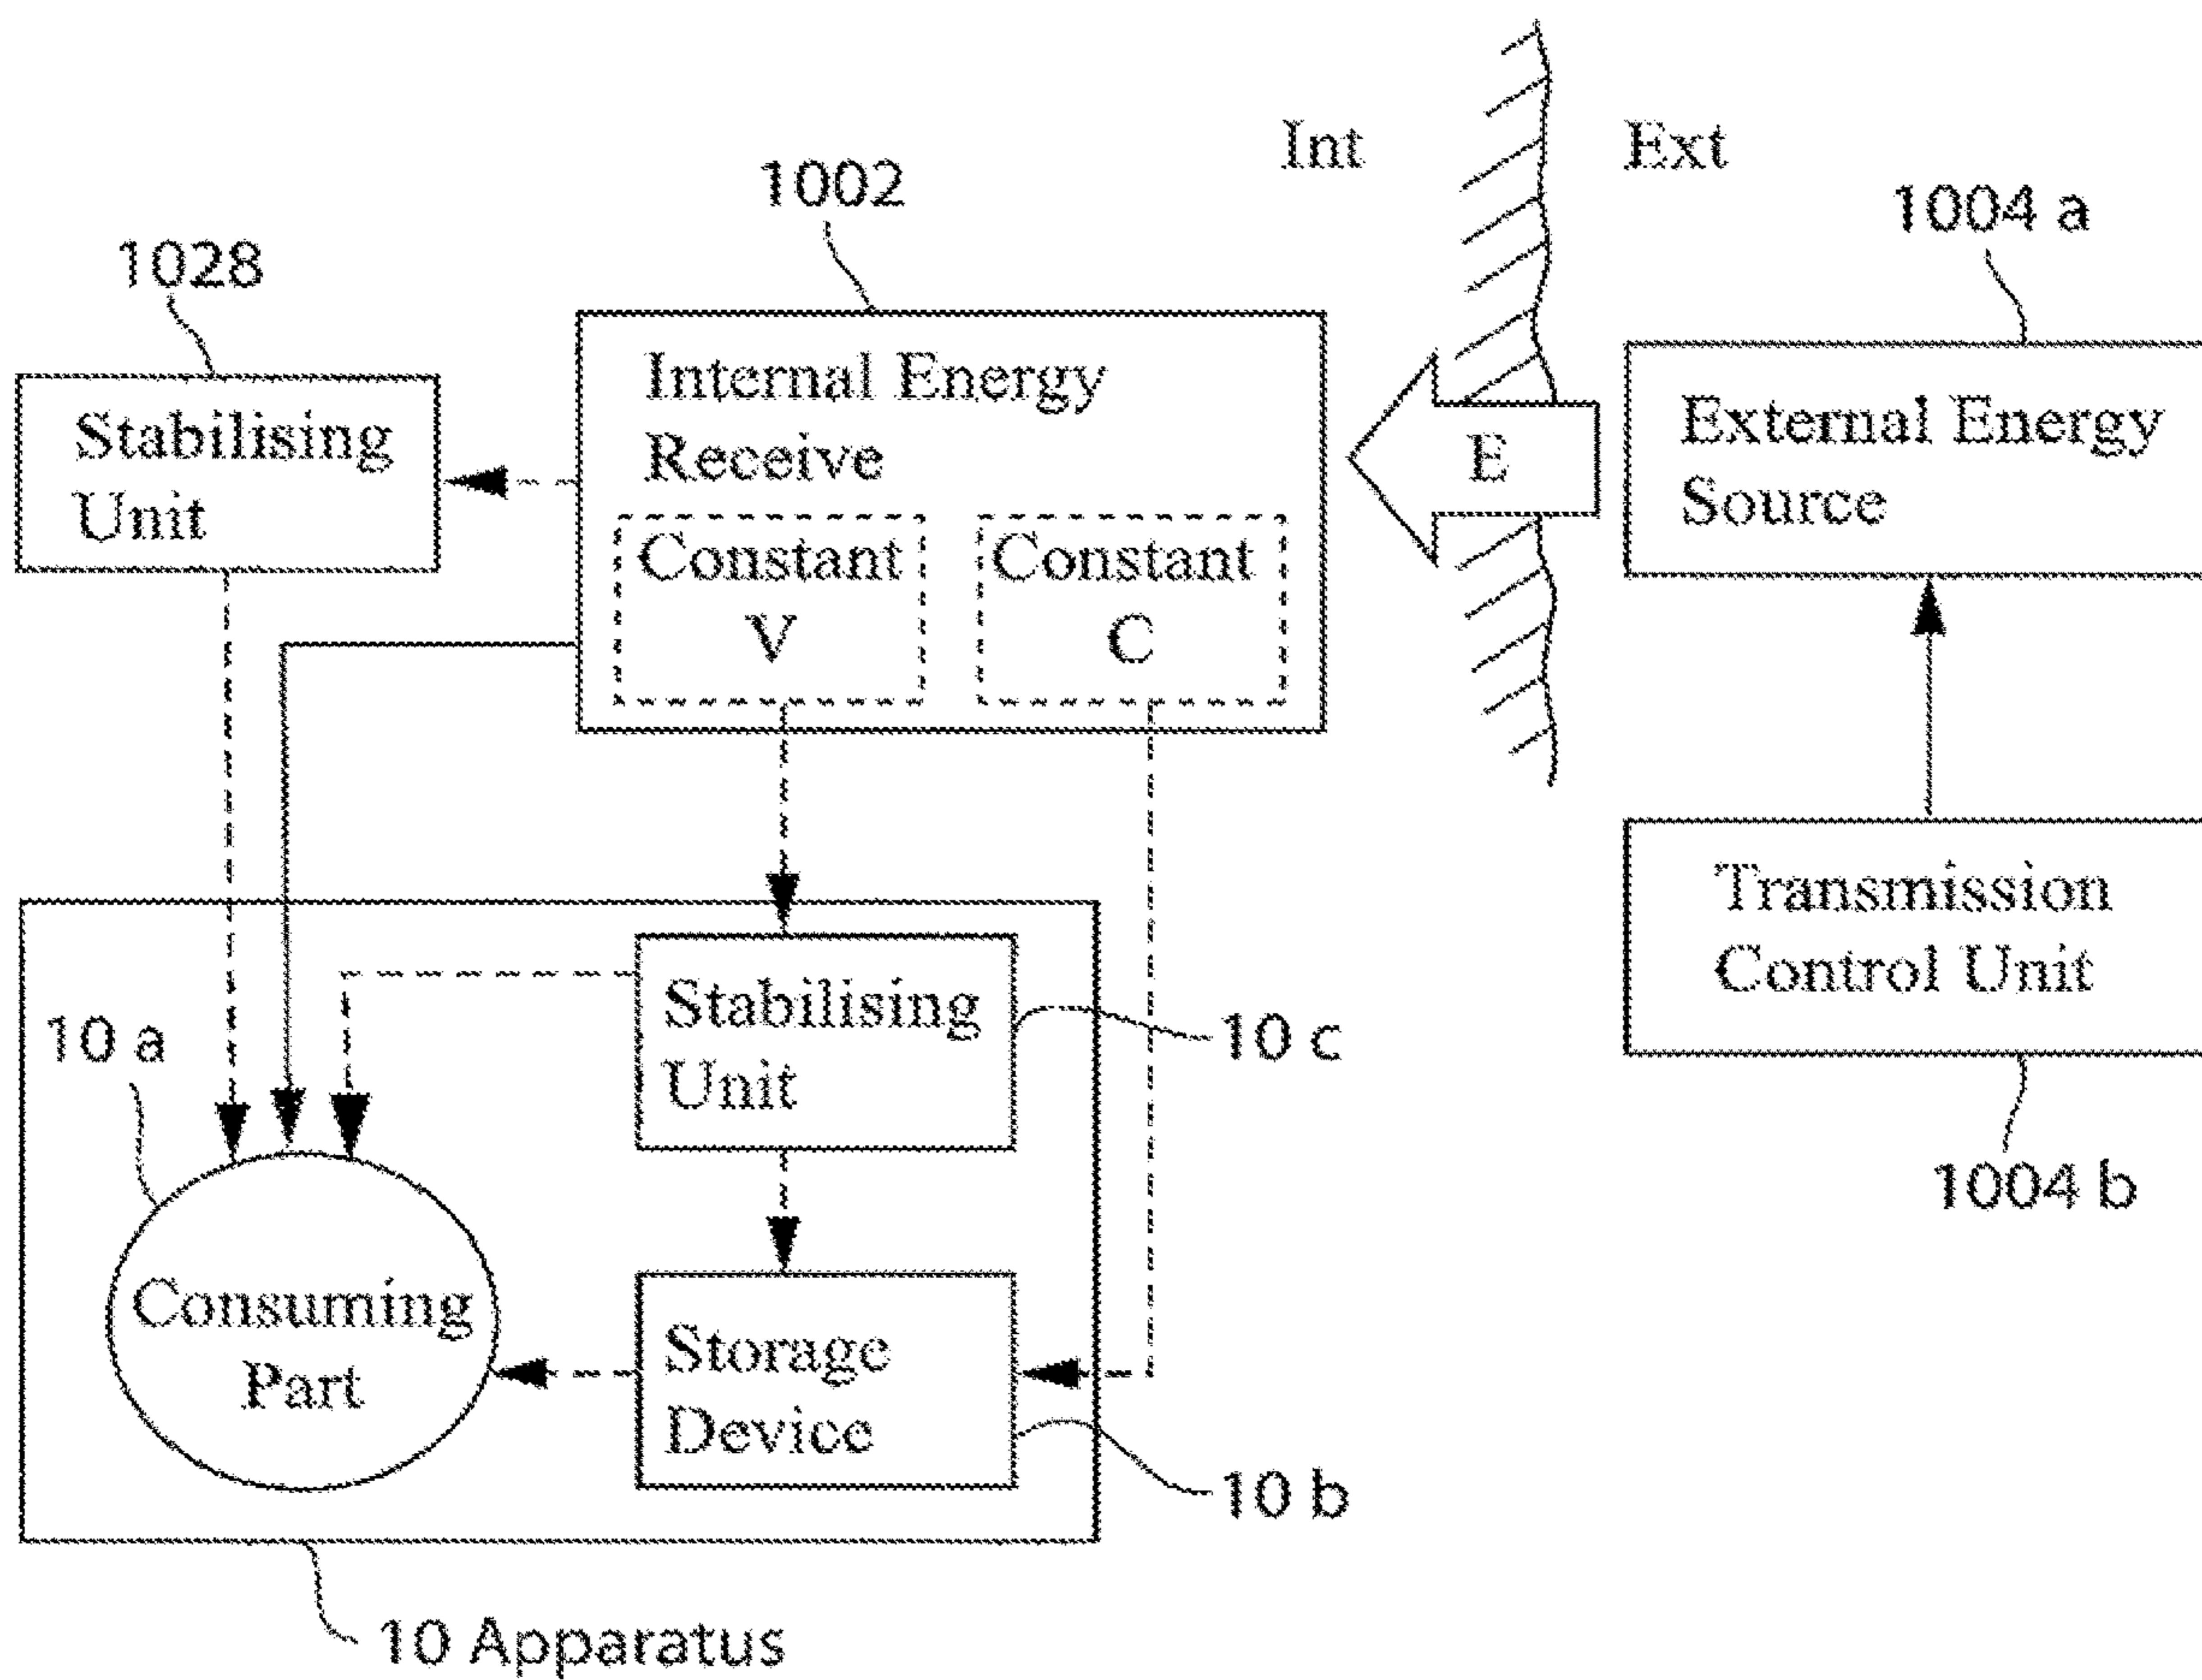 Int
Ext
1002
1004 a
1028
Internal Energy
Receive
Stabilising
Unit
E
External Energy
Source
Constant
V
Constant
C
Transmission
Control Unit
Stabilising
Unit
10 a
10 c
1004 b
Consuming
Part
Storage
Device
10 b
10 Apparatus